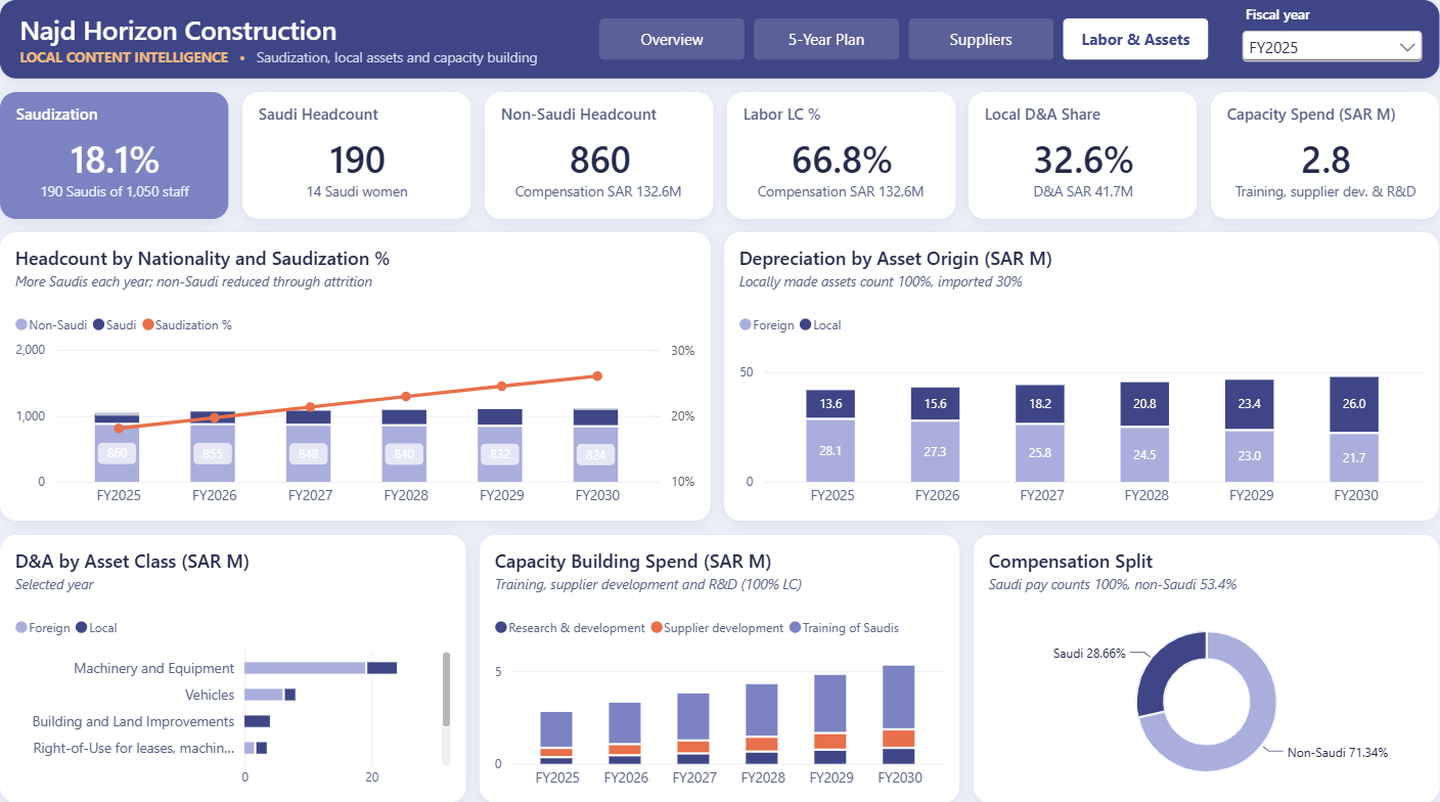 Najd Horizon Construction
LOCAL CONTENT INTELLIGENCE • Saudization, local assets and capacity building
Overview
5-Year Plan
Suppliers
Labor & Assets
Fiscal year
FY2025
Saudization
18.1%
190 Saudis of 1,050 staff
Saudi Headcount
190
14 Saudi women
Non-Saudi Headcount
860
Compensation SAR 132.6M
Labor LC %
66.8%
Compensation SAR 132.6M
Local D&A Share
32.6%
D&A SAR 41.7M
Capacity Spend (SAR M)
2.8
Training, supplier dev. & R&D
Headcount by Nationality and Saudization %
More Saudis each year; non-Saudi reduced through attrition
Non-Saudi Saudi Saudization %
2,000 30%
1,000 20%
860 855 848 840 832 824
0 10%
FY2025 FY2026 FY2027 FY2028 FY2029 FY2030
Depreciation by Asset Origin (SAR M)
Locally made assets count 100%, imported 30%
Foreign Local
50
13.6 15.6 18.2 20.8 23.4 26.0
28.1 27.3 25.8 24.5 23.0 21.7
0
FY2025 FY2026 FY2027 FY2028 FY2029 FY2030
D&A by Asset Class (SAR M)
Selected year
Foreign Local
Machinery and Equipment
Vehicles
Building and Land Improvements
Right-of-Use for leases, machin...
0 20
Capacity Building Spend (SAR M)
Training, supplier development and R&D (100% LC)
Research & development Supplier development Training of Saudis
5
0
FY2025 FY2026 FY2027 FY2028 FY2029 FY2030
Compensation Split
Saudi pay counts 100%, non-Saudi 53.4%
Saudi 28.66%
Non-Saudi 71.34%